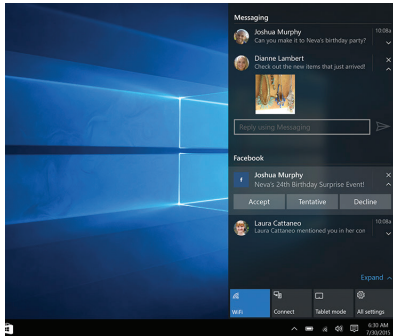 Messaging
Joshua Murphy 10:06a
Can you make it to Neva's birthday party?
Dianne Lambert
Check out the new items that just arrived!
Reply using Messaging
Facebook
Joshua Murphy
Neva's 24th Birthday Surprise Event!
Accept Tentative Decline
Laura Cattaneo 10:08a
Laura Cattaneo mentioned you in her con
Expand
WiFi Connect Tablet mode All settings
6:30 AM
7/30/2015